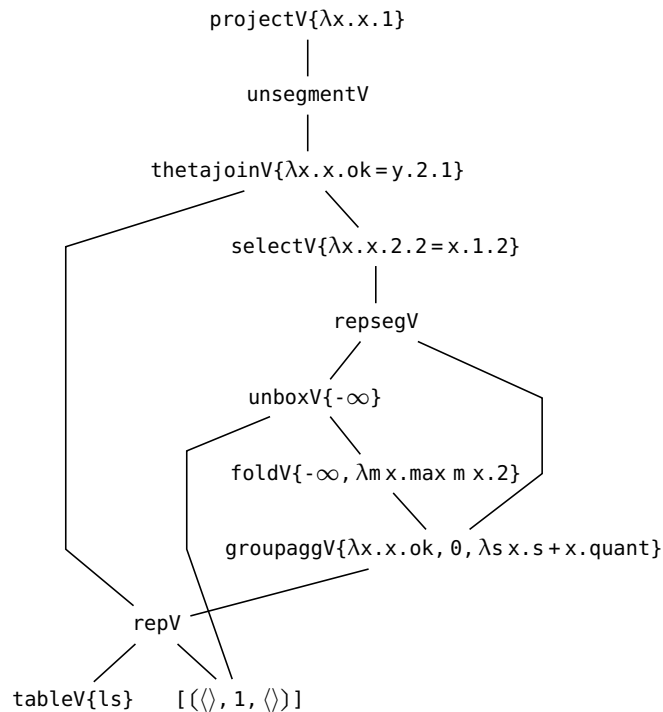 projectV{λx.x.1}
unsegmentV
thetajoinV{λx.x.ok=y.2.1}
selectV{λx.x.2.2=x.1.2}
repsegV
unboxV{-∞}
foldV{-∞,λm x.max m x.2}
groupaggV{λx.x.ok,0,λs x.s+x.quant}
repV
tableV{ls} [(⟨⟩,1,⟨⟩)]